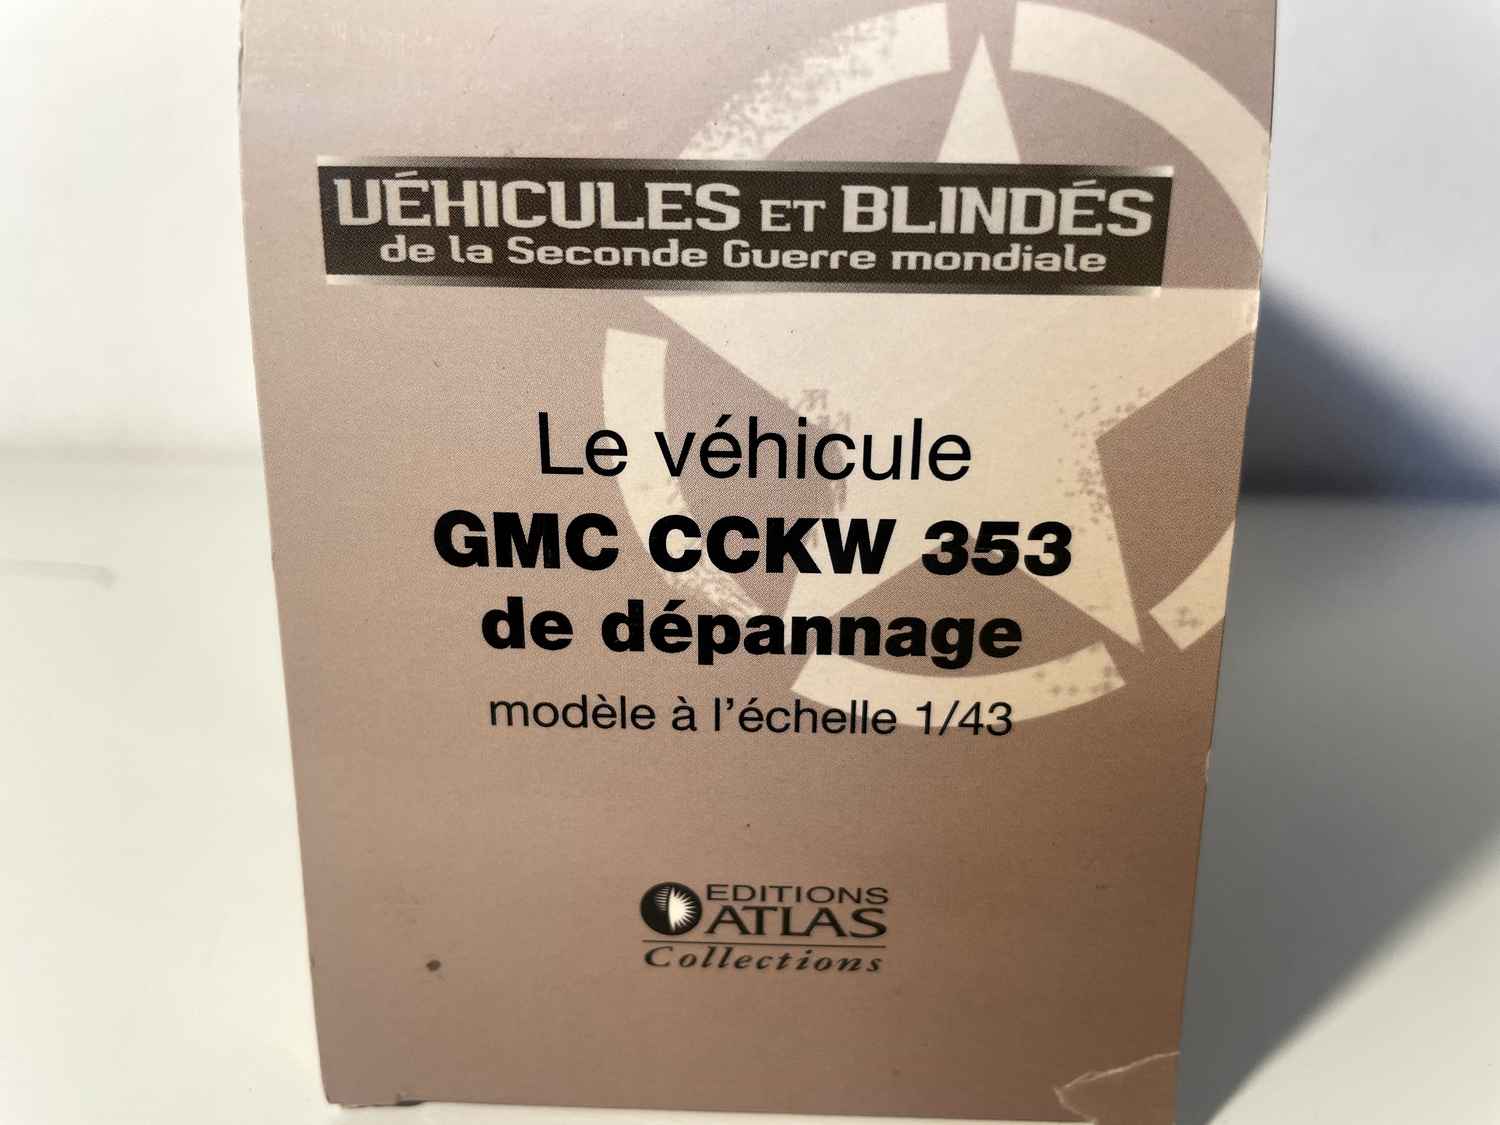 VÉHICULES ET BLINDÉS
de la Seconde Guerre mondiale
Le véhicule
GMC CCKW 353
de dépannage
modèle à l'échelle 1/43
EDITIONS
ATLAS
Collections